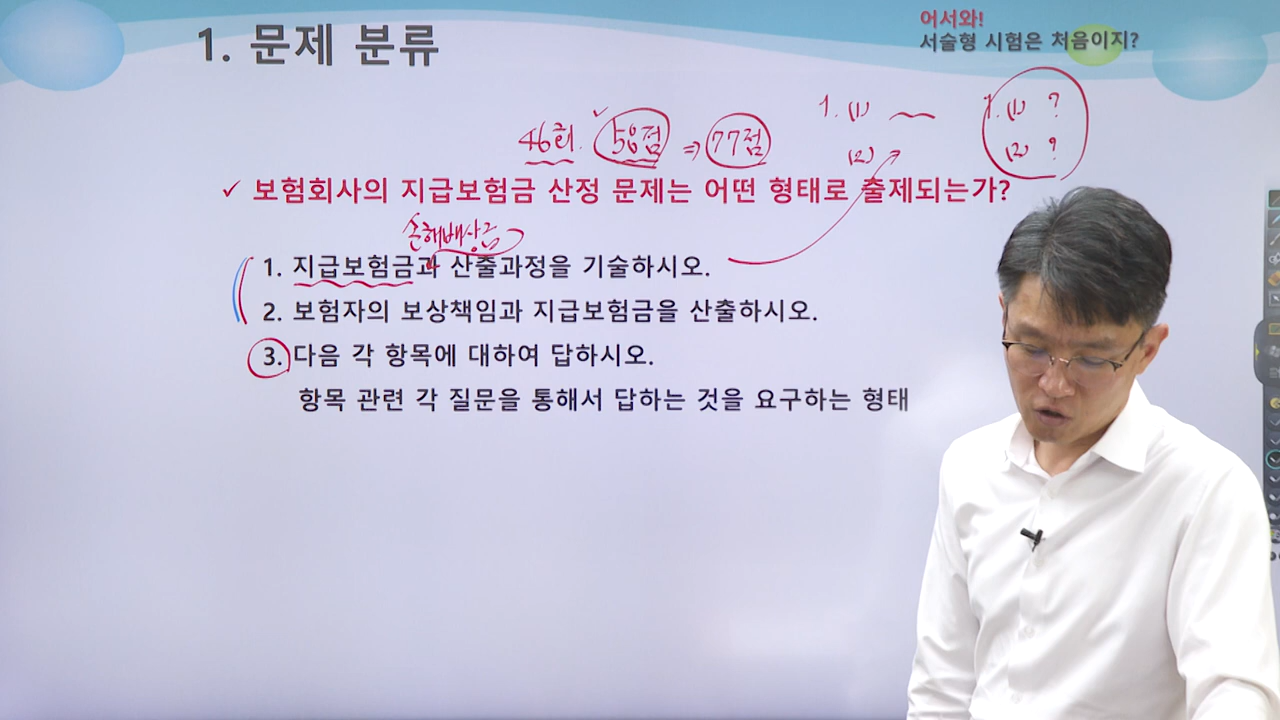 어서와!
서술형 시험은 처음이지?
1. 문제 분류
1. (1)
(2)
1. (1) ?
(2) ?
46회. 50점 ⇒ 77점
✓ 보험회사의 지급보험금 산정 문제는 어떤 형태로 출제되는가?
손해배상금
1. 지급보험금과 산출과정을 기술하시오.
2. 보험자의 보상책임과 지급보험금을 산출하시오.
3. 다음 각 항목에 대하여 답하시오.
항목 관련 각 질문을 통해서 답하는 것을 요구하는 형태